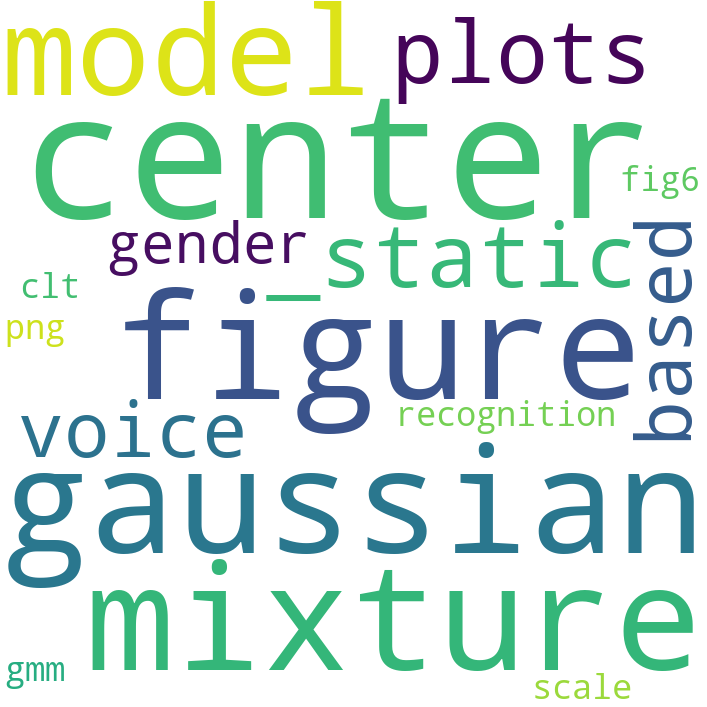 model
plots
center
fig6
gender
_static
based
clt
figure
png
voice
recognition
gaussian
mixture
gmm
scale